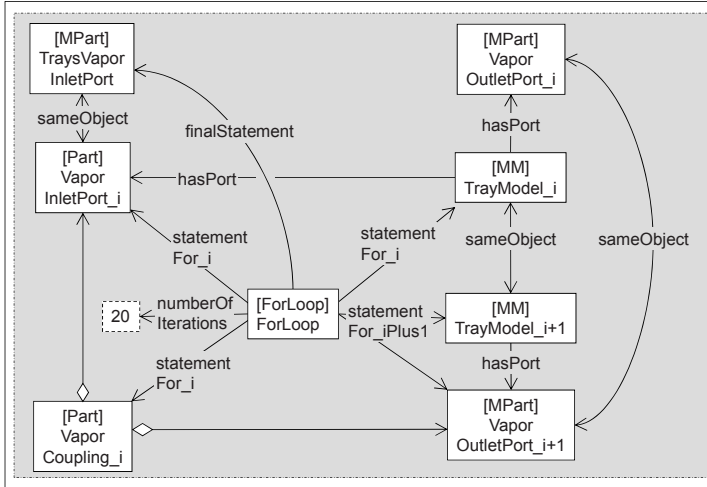 [MPart]
TraysVapor
InletPort
[MPart]
Vapor
OutletPort_i
sameObject
finalStatement
hasPort
[Part]
Vapor
InletPort_i
hasPort
[MM]
TrayModel_i
statement
For_i
statement
For_i
sameObject
sameObject
20
numberOf
Iterations
[ForLoop]
ForLoop
statement
For_iPlus1
[MM]
TrayModel_i+1
statement
For_i
hasPort
[Part]
Vapor
Coupling_i
[MPart]
Vapor
OutletPort_i+1